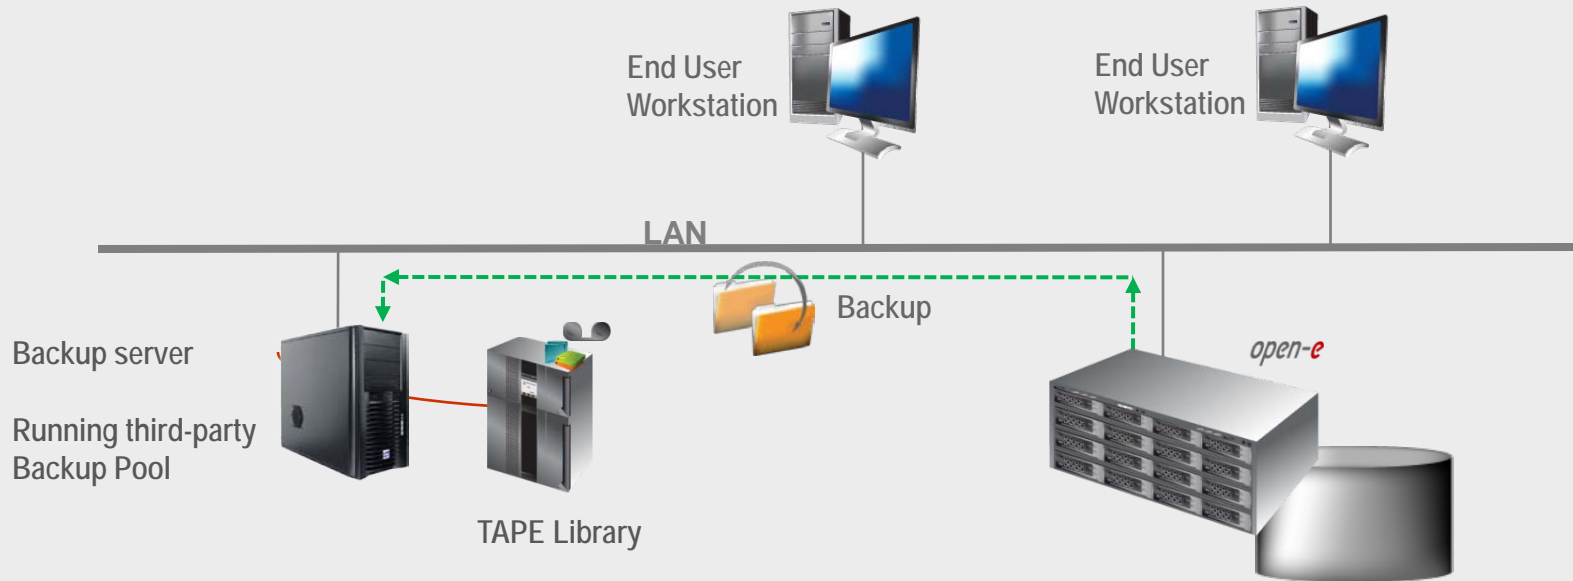 End User
Workstation
End User
Workstation
LAN
Backup
Backup server
open-e
Running third-party
Backup Pool
TAPE Library